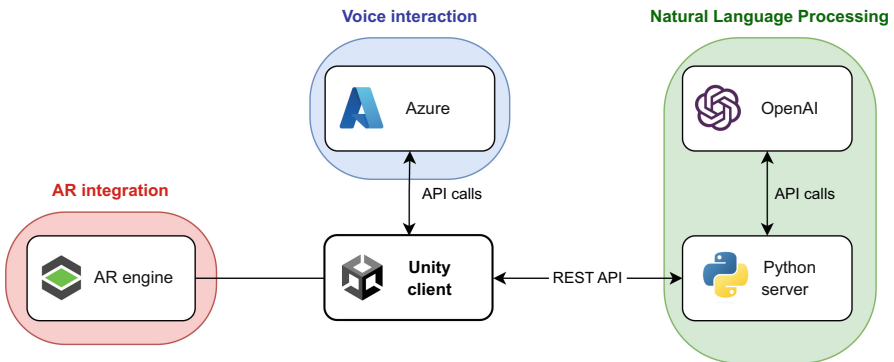 Voice interaction
Natural Language Processing
Azure
OpenAI
API calls
API calls
AR integration
AR engine
Unity
client
REST API
Python
server